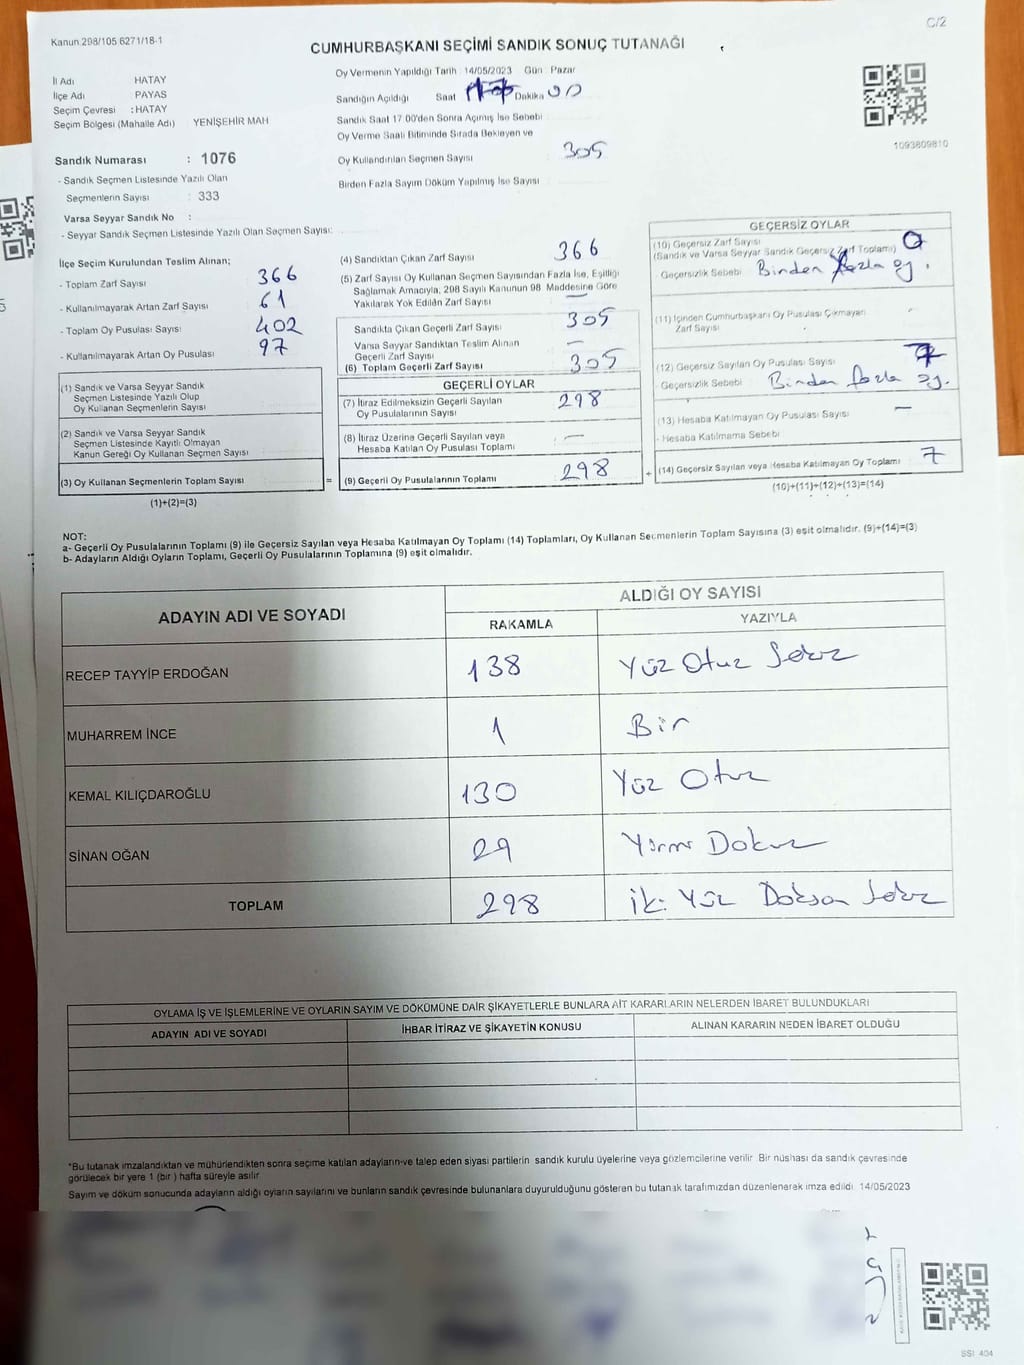 C/2
Kanun 298/105 6271/18-1
CUMHURBAŞKANI SEÇİMİ SANDIK SONUÇ TUTANAĞI
İl Adı HATAY
İlçe Adı PAYAS
Seçim Çevresi : HATAY
Seçim Bölgesi (Mahalle Adı) YENİŞEHİR MAH
Sandık Numarası : 1076
- Sandık Seçmen Listesinde Yazılı Olan
Seçmenlerin Sayısı : 333
Varsa Seyyar Sandık No :
- Seyyar Sandık Seçmen Listesinde Yazılı Olan Seçmen Sayısı:
Oy Vermenin Yapıldığı Tarih 14/05/2023 Gün Pazar
Sandığın Açıldığı Saat Dakika 00
Sandık Saat 17 00'den Sonra Açımış İse Sebebi
Oy Verme Saati Bitiminde Sırada Bekleyen ve
Oy Kullandırılan Seçmen Sayısı 305
Birden Fazla Sayım Döküm Yapılmış İse Sayısı
1093809810
İlçe Seçim Kurulundan Teslim Alınan;
- Toplam Zarf Sayısı 366
- Kullanılmayarak Artan Zarf Sayısı 61
- Toplam Oy Pusulası Sayısı 402
- Kullanılmayarak Artan Oy Pusulası 97
(1) Sandık ve Varsa Seyyar Sandık
Seçmen Listesinde Yazılı Olup
Oy Kullanan Seçmenlerin Sayısı
(2) Sandık ve Varsa Seyyar Sandık
Seçmen Listesinde Kayıtlı Olmayan
Kanun Gereği Oy Kullanan Seçmen Sayısı
(3) Oy Kullanan Seçmenlerin Toplam Sayısı =
(1)+(2)=(3)
(4) Sandıktan Çıkan Zarf Sayısı 366
(5) Zarf Sayısı Oy Kullanan Seçmen Sayısından Fazla İse, Eşitliği
Sağlamak Amacıyla, 298 Sayılı Kanunun 98. Maddesine Göre
Yakılarak Yok Edilen Zarf Sayısı —
Sandıkta Çıkan Geçerli Zarf Sayısı 305
Varsa Seyyar Sandıktan Teslim Alınan
Geçerli Zarf Sayısı —
(6) Toplam Geçerli Zarf Sayısı 305
GEÇERLİ OYLAR
(7) İtiraz Edilmeksizin Geçerli Sayılan
Oy Pusulalarının Sayısı 298
(8) İtiraz Üzerine Geçerli Sayılan veya
Hesaba Katılan Oy Pusulası Toplamı —
(9) Geçerli Oy Pusulalarının Toplamı 298 +
GEÇERSİZ OYLAR
(10) Geçersiz Zarf Sayısı
(Sandık ve Varsa Seyyar Sandık Geçersiz Zarf Toplamı) 0
- Geçersizlik Sebebi Binden fazla oy.
(11) İçinden Cumhurbaşkanı Oy Pusulası Çıkmayan
Zarf Sayısı -
(12) Geçersiz Sayılan Oy Pusulası Sayısı 7
- Geçersizlik Sebebi Binden fazla oy.
(13) Hesaba Katılmayan Oy Pusulası Sayısı —
- Hesaba Katılmama Sebebi
(14) Geçersiz Sayılan veya Hesaba Katılmayan Oy Toplamı 7
(10)+(11)+(12)+(13)=(14)
NOT:
a- Geçerli Oy Pusulalarının Toplamı (9) ile Geçersiz Sayılan veya Hesaba Katılmayan Oy Toplamı (14) Toplamları, Oy Kullanan Seçmenlerin Toplam Sayısına (3) eşit olmalıdır. (9)+(14)=(3)
b- Adayların Aldığı Oyların Toplamı, Geçerli Oy Pusulalarının Toplamına (9) eşit olmalıdır.
ADAYIN ADI VE SOYADI
ALDIĞI OY SAYISI
RAKAMLA YAZIYLA
RECEP TAYYİP ERDOĞAN 138 Yüz Otuz Sekiz
MUHARREM İNCE 1 Bir
KEMAL KILIÇDAROĞLU 130 Yüz Otuz
SİNAN OĞAN 29 Yirmi Dokuz
TOPLAM 298 iki Yüz Doksan Sekiz
OYLAMA İŞ VE İŞLEMLERİNE VE OYLARIN SAYIM VE DÖKÜMÜNE DAİR ŞİKAYETLERLE BUNLARA AİT KARARLARIN NELERDEN İBARET BULUNDUKLARI
ADAYIN ADI VE SOYADI İHBAR İTİRAZ VE ŞİKAYETİN KONUSU ALINAN KARARIN NEDEN İBARET OLDUĞU
*Bu tutanak imzalandıktan ve mühürlendikten sonra seçime katılan adayların ve talep eden siyasi partilerin sandık kurulu üyelerine veya gözlemcilerine verilir. Bir nüshası da sandık çevresinde
görülecek bir yere 1 (bir) hafta süreyle asılır
Sayım ve döküm sonucunda adayların aldığı oyların sayılarını ve bunların sandık çevresinde bulunanlara duyurulduğunu gösteren bu tutanak tarafımızdan düzenlenerek imza edildi 14/05/2023
SSI 404